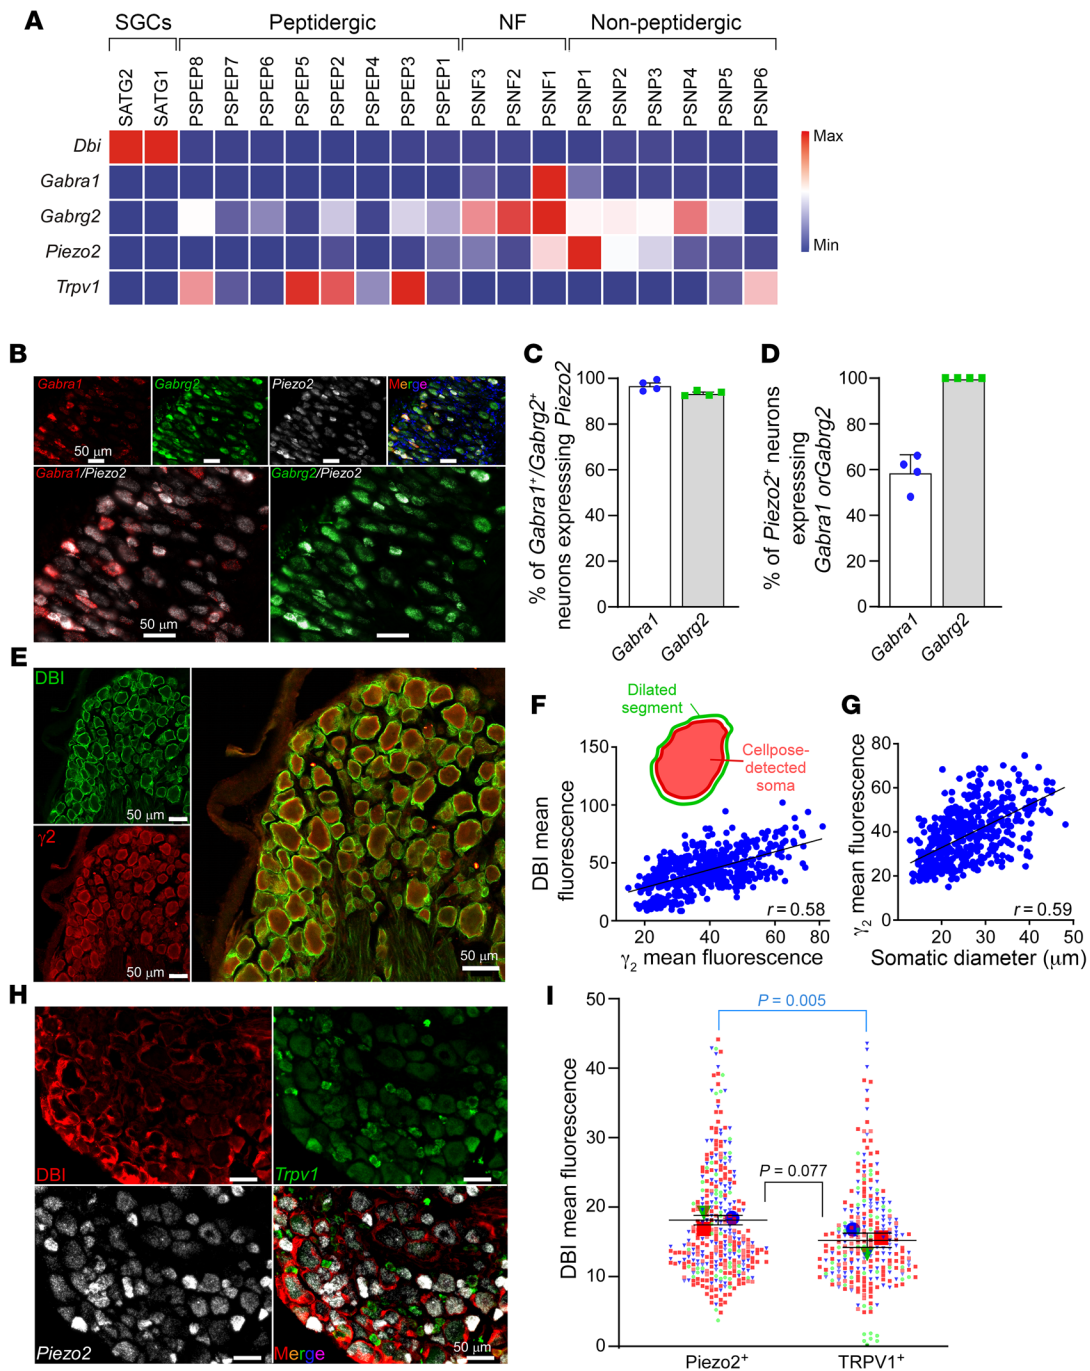 A
SGCs Peptidergic NF Non-peptidergic
SATG2 SATG1 PSPEP8 PSPEP7 PSPEP6 PSPEP5 PSPEP2 PSPEP4 PSPEP3 PSPEP1 PSNF3 PSNF2 PSNF1 PSNP1 PSNP2 PSNP3 PSNP4 PSNP5 PSNP6
Dbi
Gabra1
Gabrg2
Piezo2
Trpv1
Max
Min
B
Gabra1 Gabrg2 Piezo2 Merge
50 μm
Gabra1/Piezo2 Gabrg2/Piezo2
50 μm
C
% of Gabra1+/Gabrg2+
neurons expresssing Piezo2
100
80
60
40
20
0
Gabra1 Gabrg2
D
% of Piezo2+ neurons
expresssing
Gabra1 orGabrg2
100
80
60
40
20
0
Gabra1 Gabrg2
E
DBI
50 μm
γ2
50 μm
50 μm
F
Dilated
segment
Cellpose-
detected
soma
DBI mean
fluorescence
150
100
50
0
r = 0.58
20 40 60 80
γ2 mean fluorescence
G
γ2 mean fluorescence
80
60
40
20
0
r = 0.59
20 30 40 50
Somatic diameter (μm)
H
DBI Trpv1
Piezo2 Merge
50 μm
I
DBI mean fluorescence
50
40
30
20
10
0
P = 0.005
P = 0.077
Piezo2+ TRPV1+